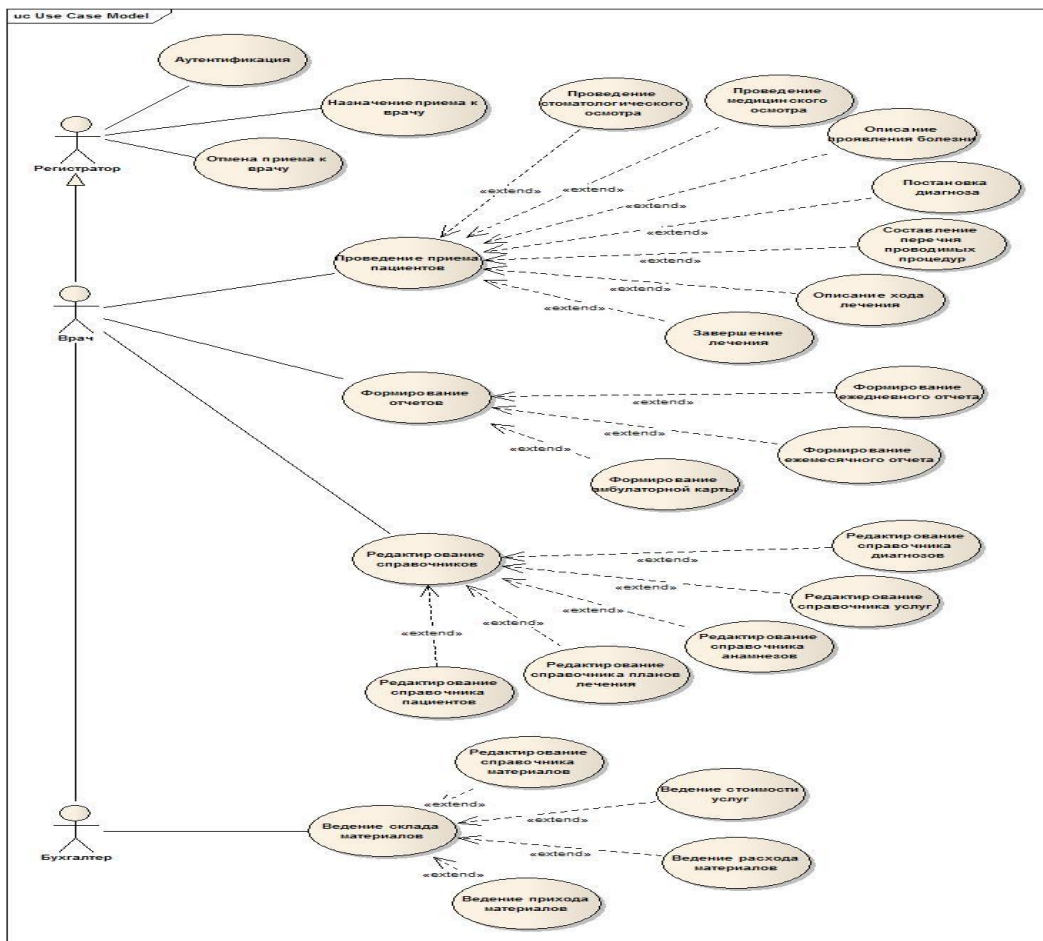 uc Use Case Model
Аутентификация
Назначение приема к
врачу
Отмена приема к
врачу
Регистратор
Проведение
стоматологического
осмотра
Проведение
медицинского
осмотра
Описание
проявления болезни
Постановка
диагноза
Составление
перечня
проводимых
процедур
Описание хода
лечения
Завершение
лечения
«extend»
«extend»
«extend»
«extend»
«extend»
«extend»
«extend»
Проведение приема
пациентов
Врач
Формирование
отчетов
«extend»
«extend»
«extend»
Формирование
ежедневного отчета
Формирование
ежемесячного отчета
Формирование
амбулаторной карты
Редактирование
справочников
«extend»
«extend»
«extend»
«extend»
«extend»
Редактирование
справочника
диагнозов
Редактирование
справочника услуг
Редактирование
справочника
анамнезов
Редактирование
справочника планов
лечения
Редактирование
справочника
пациентов
Редактирование
справочника
материалов
Ведение стоимости
услуг
«extend»
«extend»
«extend»
«extend»
Ведение склада
материалов
Бухгалтер
Ведение расхода
материалов
Ведение прихода
материалов